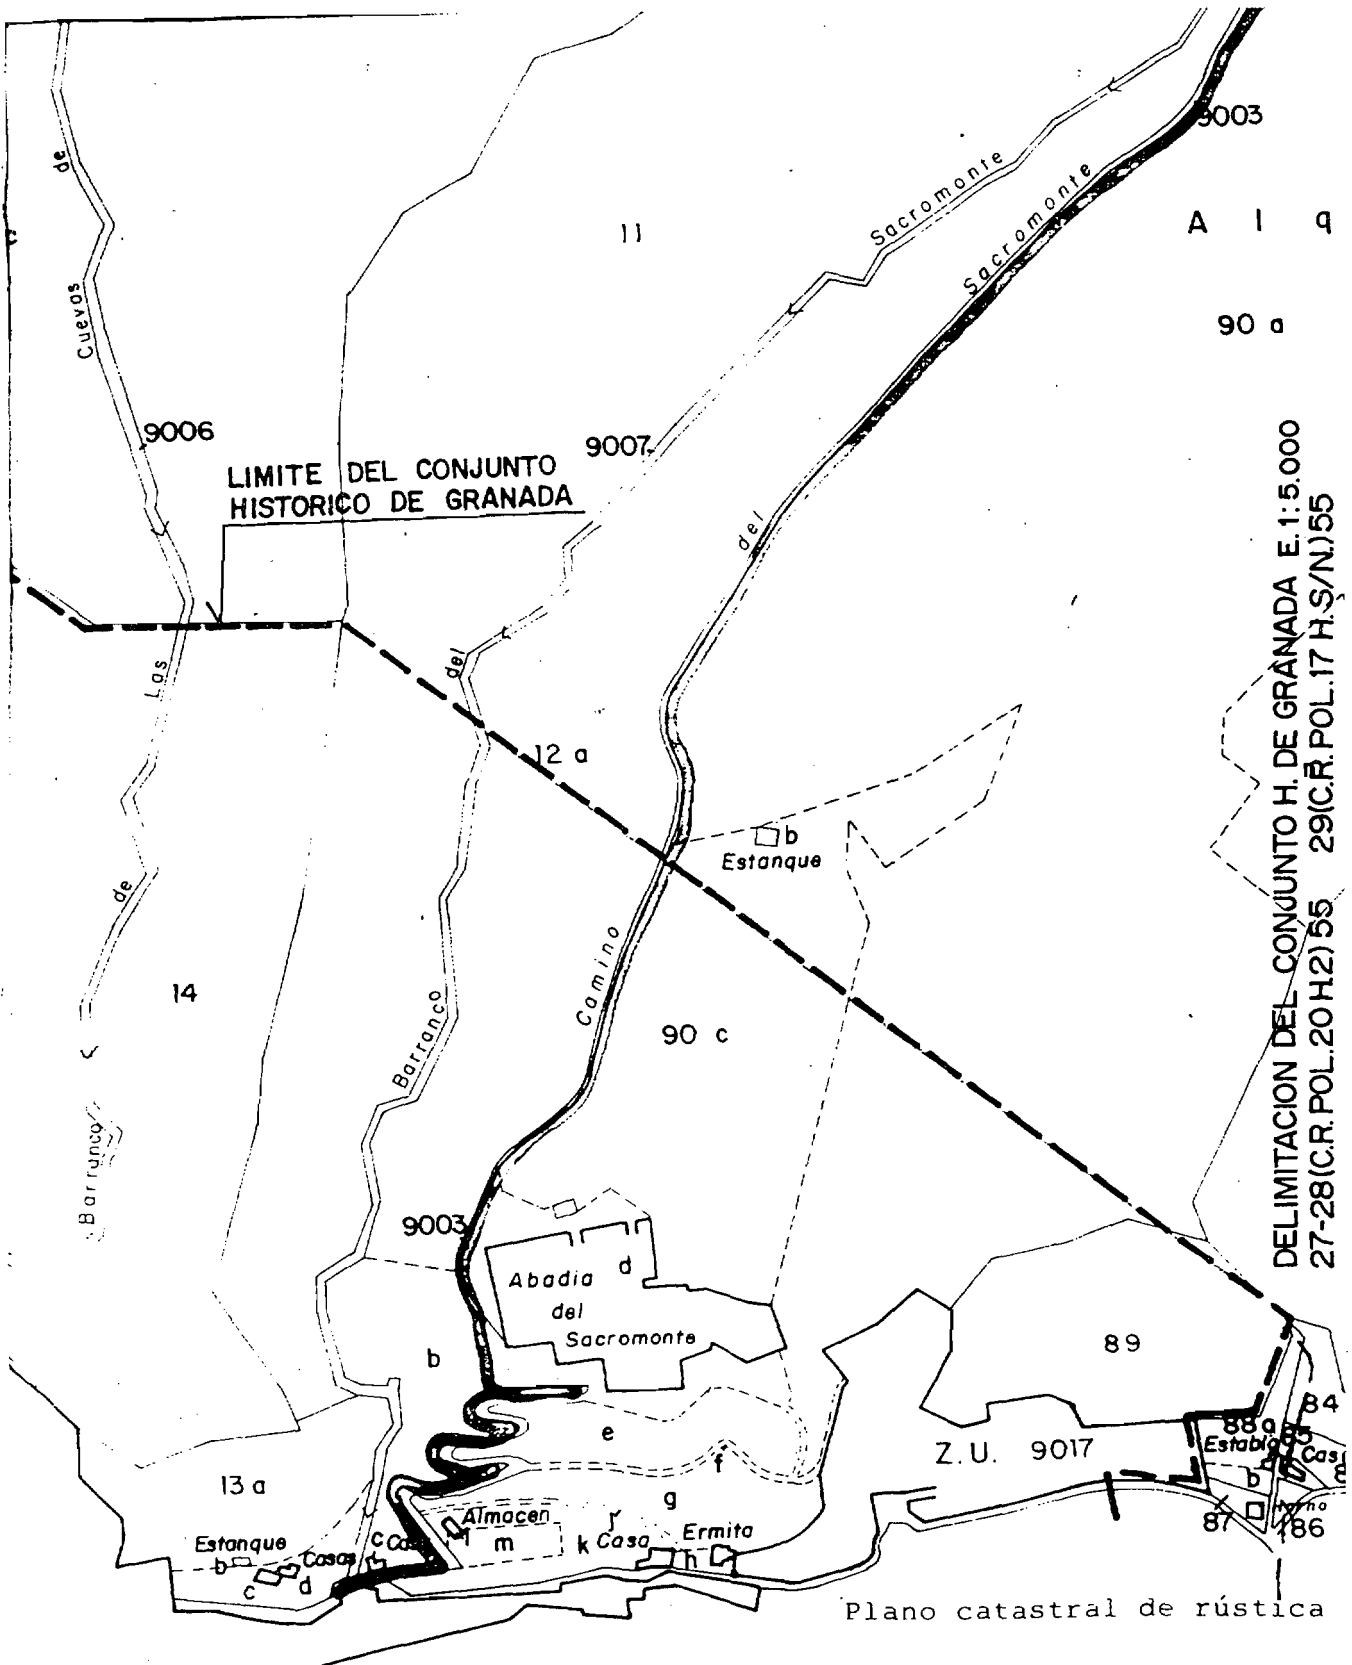 9003
de
Sacromonte
Sacromonte
11
A l q
Cuevas
90 a
9006
9007
LIMITE DEL CONJUNTO
HISTORICO DE GRANADA
del
Las
del
12 a
b
Estanque
de
Camino
14
Barranco
90 c
Barranco
9003
Abadia
del
Sacromonte
d
b
89
84
88 a
85
e
Z.U. 9017
Establo
Cas
f
b
13 a
g
Almacen
l
m
k
Casa
Ermita
h
87
86
Estanque
b
Casas
c
d
c
DELIMITACION DEL CONJUNTO H. DE GRANADA E.1:5.000
27-28(C.R.POL.20 H2)55 29(C.R.POL.17 H.S/N)55
Plano catastral de rústica